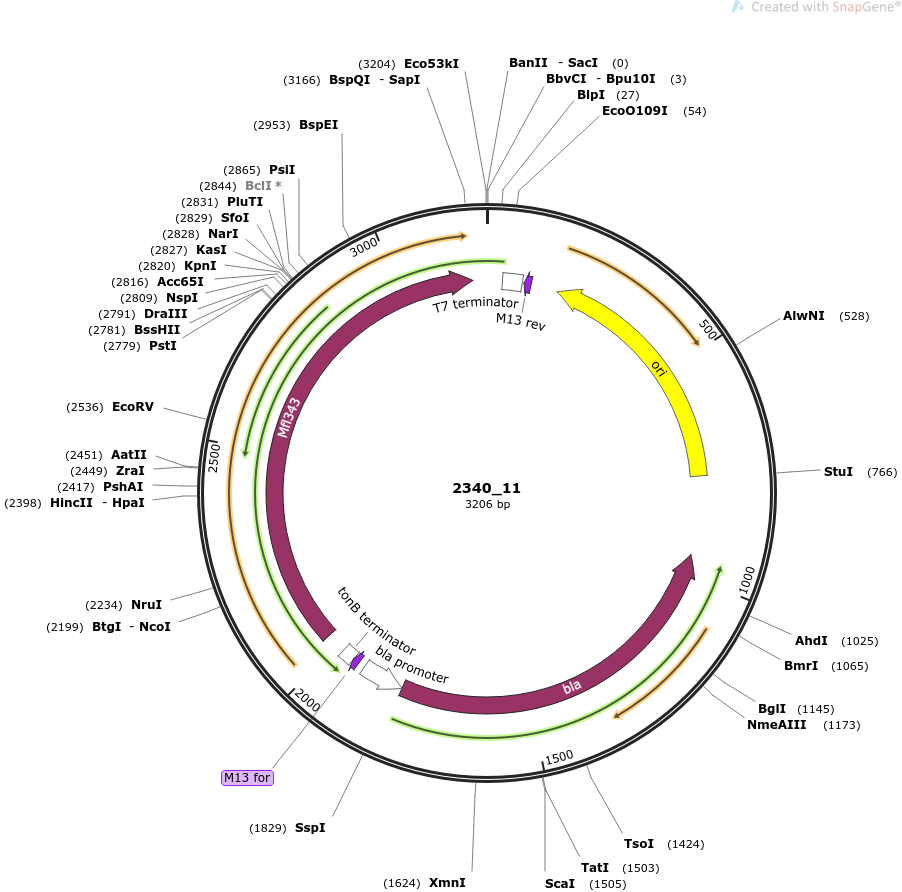 Created with SnapGene®
(3204) Eco53kI
BanII - SacI (0)
(3166) BspQI - SapI
BbvCI - Bpu10I (3)
BlpI (27)
EcoO109I (54)
(2953) BspEI
(2865) PsiI
(2844) BclI *
(2831) PluTI
(2829) SfoI
(2828) NarI
(2827) KasI
(2820) KpnI
(2816) Acc65I
(2809) NspI
(2791) DraIII
(2781) BssHII
(2779) PstI
3000
T7 terminator
M13 rev
500
AlwNI (528)
ori
(2536) EcoRV
Mfl343
2500
(2451) AatII
(2449) ZraI
(2417) PshAI
(2398) HincII - HpaI
StuI (766)
2340_11
3206 bp
1000
(2234) NruI
(2199) BtgI - NcoI
tonB terminator
bla promoter
bla
AhdI (1025)
BmrI (1065)
BglI (1145)
NmeAIII (1173)
2000
M13 for
1500
(1829) SspI
TsoI (1424)
TatI (1503)
ScaI (1505)
(1624) XmnI